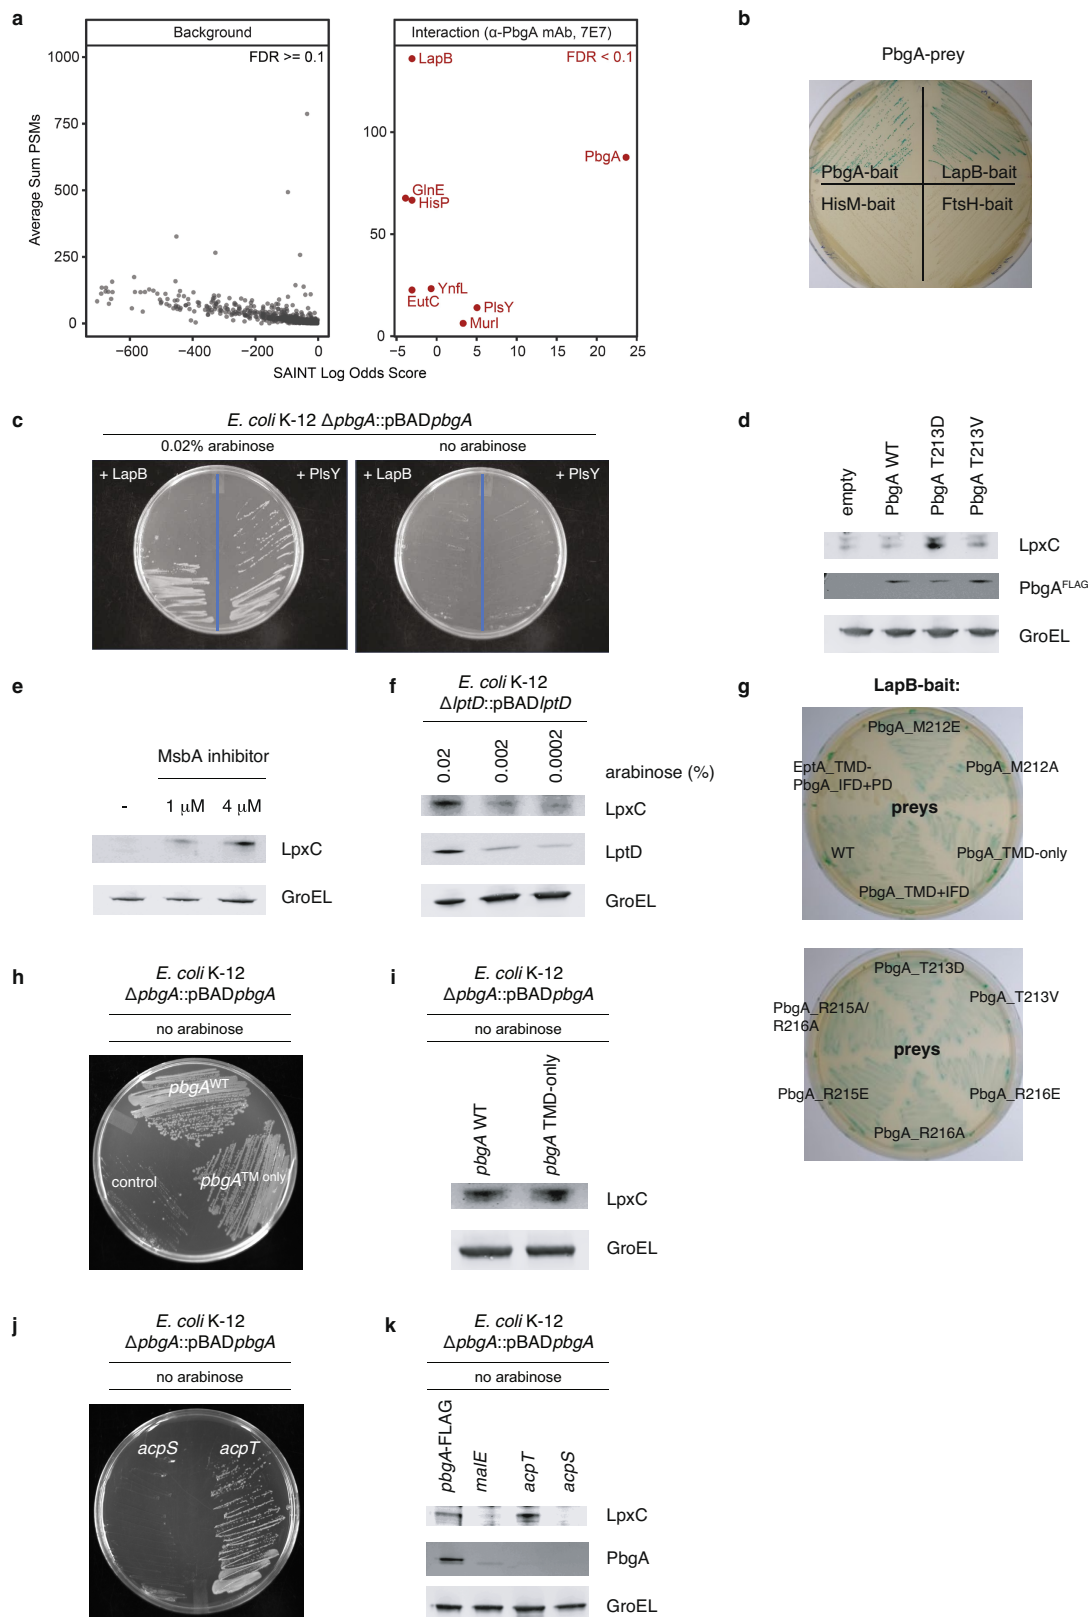 a
Background
FDR >= 0.1
1000
750
500
250
0
Average Sum PSMs
−600
−400
−200
0
Interaction (α-PbgA mAb, 7E7)
FDR < 0.1
LapB
PbgA
GlnE
HisP
YnfL
EutC
PlsY
MurI
100
50
0
−5
0
5
10
15
20
25
SAINT Log Odds Score
b
PbgA-prey
PbgA-bait
LapB-bait
HisM-bait
FtsH-bait
c
E. coli K-12 ΔpbgA::pBADpbgA
0.02% arabinose
no arabinose
+ LapB
+ PlsY
+ LapB
+ PlsY
d
empty
PbgA WT
PbgA T213D
PbgA T213V
LpxC
PbgAFLAG
GroEL
e
MsbA inhibitor
-
1 μM
4 μM
LpxC
GroEL
f
E. coli K-12
ΔlptD::pBADlptD
0.02
0.002
0.0002
arabinose (%)
LpxC
LptD
GroEL
g
LapB-bait:
PbgA_M212E
EptA_TMD-
PbgA_IFD+PD
PbgA_M212A
preys
WT
PbgA_TMD-only
PbgA_TMD+IFD
PbgA_T213D
PbgA_T213V
PbgA_R215A/
R216A
preys
PbgA_R215E
PbgA_R216E
PbgA_R216A
h
E. coli K-12
ΔpbgA::pBADpbgA
no arabinose
pbgAWT
control
pbgATM only
i
E. coli K-12
ΔpbgA::pBADpbgA
no arabinose
pbgA WT
pbgA TMD-only
LpxC
GroEL
j
E. coli K-12
ΔpbgA::pBADpbgA
no arabinose
acpS
acpT
k
E. coli K-12
ΔpbgA::pBADpbgA
no arabinose
pbgA-FLAG
malE
acpT
acpS
LpxC
PbgA
GroEL